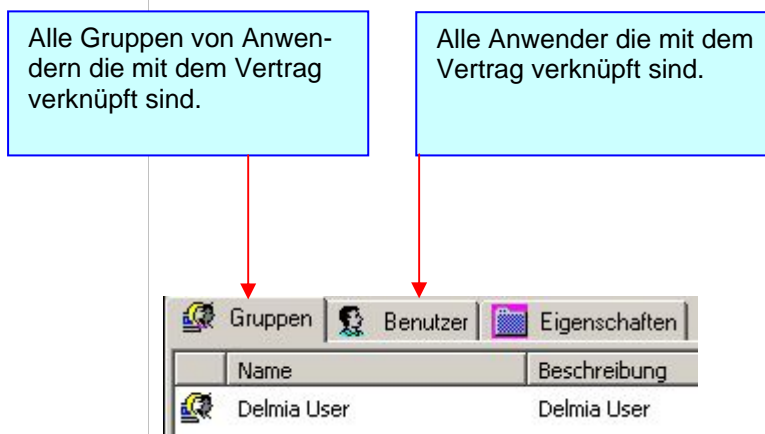 Alle Gruppen von Anwen-
dern die mit dem Vertrag
verknüpft sind.
Alle Anwender die mit dem
Vertrag verknüpft sind.
Gruppen Benutzer Eigenschaften
Name Beschreibung
Delmia User Delmia User